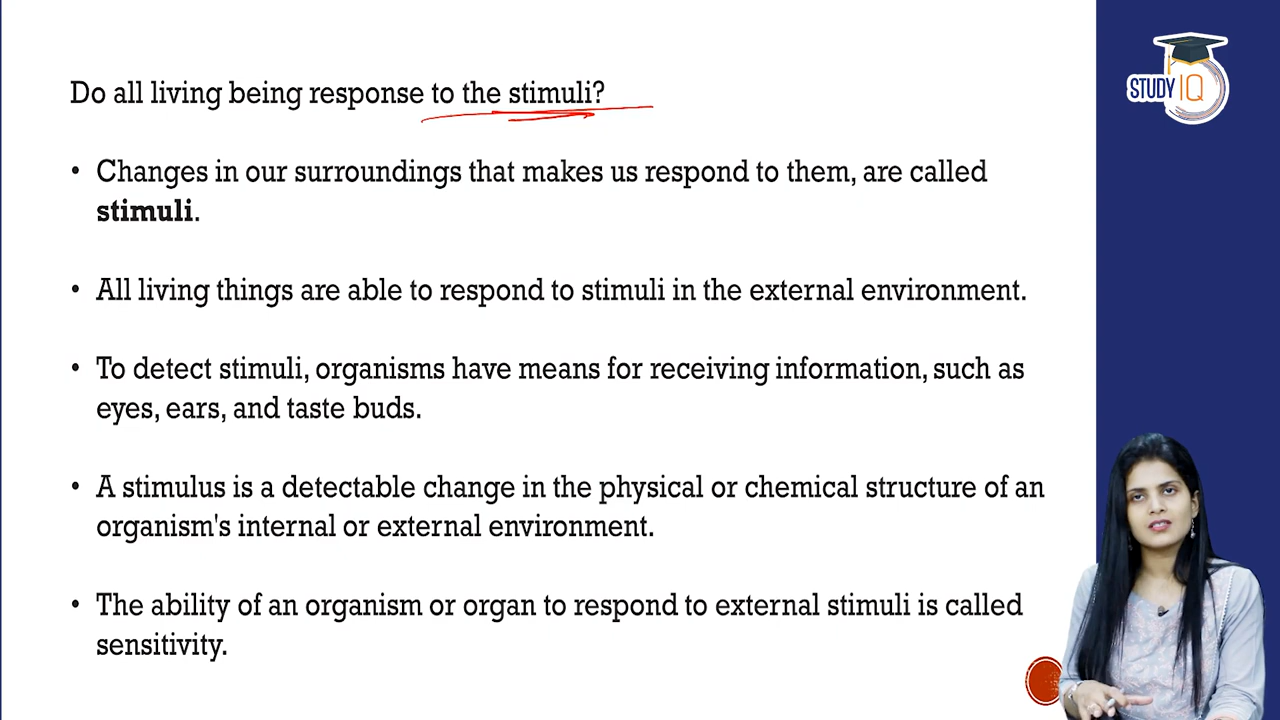 Do all living being response to the stimuli?
STUDY IQ
• Changes in our surroundings that makes us respond to them, are called
stimuli.
• All living things are able to respond to stimuli in the external environment.
• To detect stimuli, organisms have means for receiving information, such as
eyes, ears, and taste buds.
• A stimulus is a detectable change in the physical or chemical structure of an
organism's internal or external environment.
• The ability of an organism or organ to respond to external stimuli is called
sensitivity.